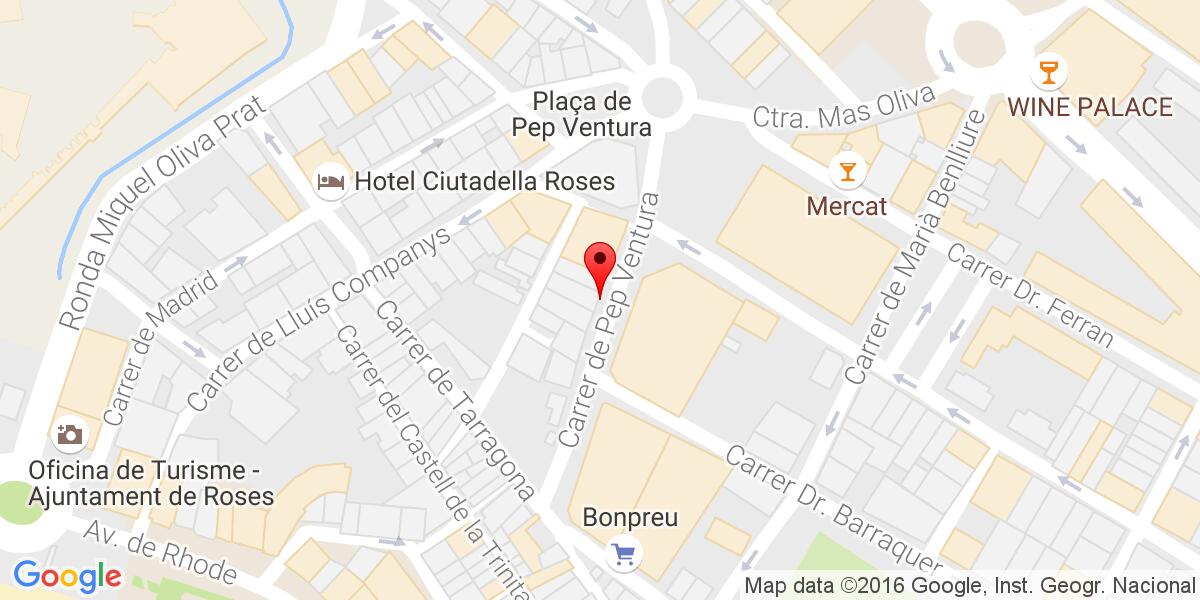 Plaça de
Pep Ventura
Ctra. Mas Oliva
WINE PALACE
Ronda Miquel Oliva Prat
Hotel Ciutadella Roses
Mercat
Carrer de Marià Benlliure
Carrer de Pep Ventura
Carrer de Lluís Companys
Carrer de Madrid
Carrer Dr. Ferran
Carrer de Tarragona
Carrer del Castell de la Trinita
Oficina de Turisme -
Ajuntament de Roses
Carrer Dr. Barraquer
Bonpreu
Av. de Rhode
Google
Map data ©2016 Google, Inst. Geogr. Nacional